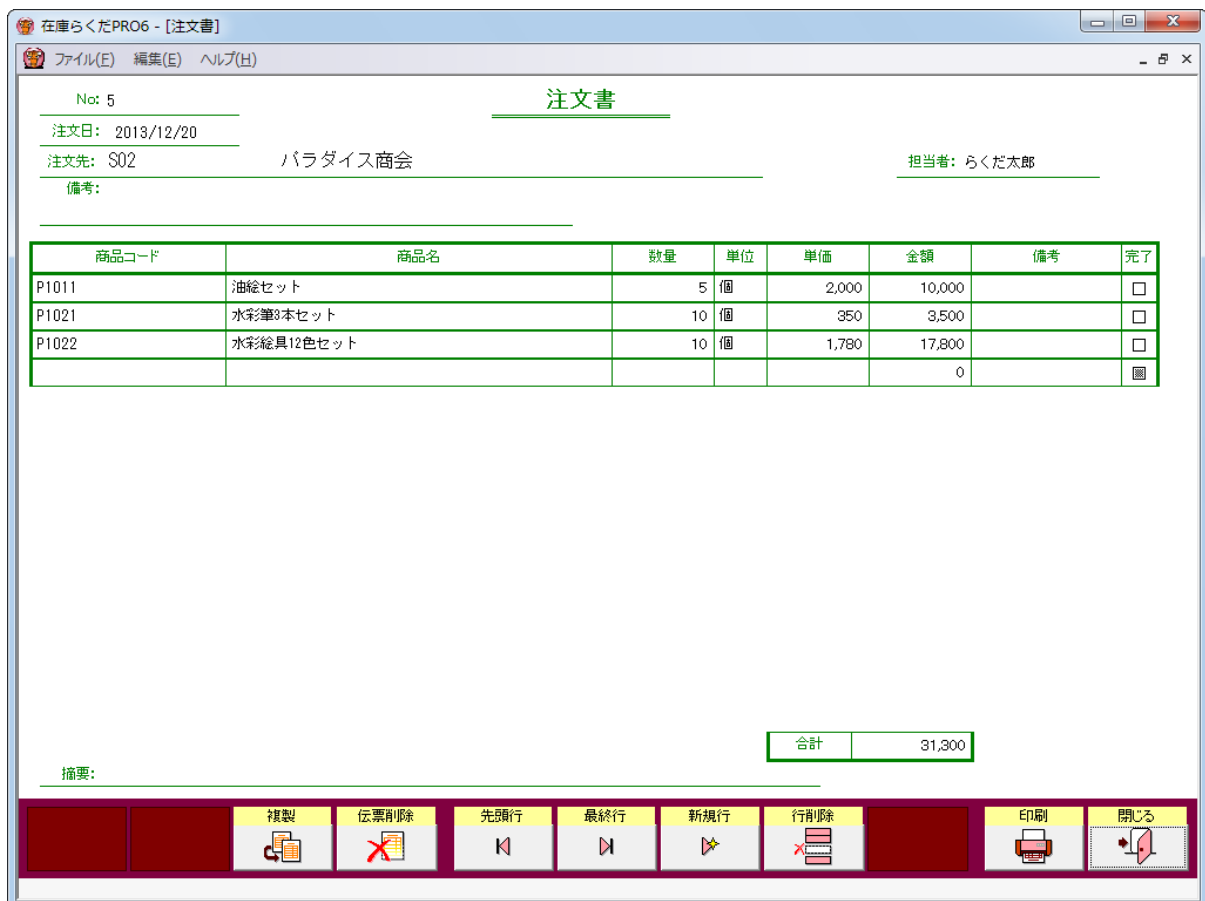 在庫らくだPRO6 - [注文書]
ファイル(F) 編集(E) ヘルプ(H)
No: 5 注文書
注文日: 2013/12/20
注文先: S02 パラダイス商会 担当者: らくだ太郎
備考:
商品コード 商品名 数量 単位 単価 金額 備考 完了
P1011 油絵セット 5 個 2,000 10,000
P1021 水彩筆3本セット 10 個 350 3,500
P1022 水彩絵具12色セット 10 個 1,780 17,800
0
合計 31,300
摘要:
複製 伝票削除 先頭行 最終行 新規行 行削除 印刷 閉じる